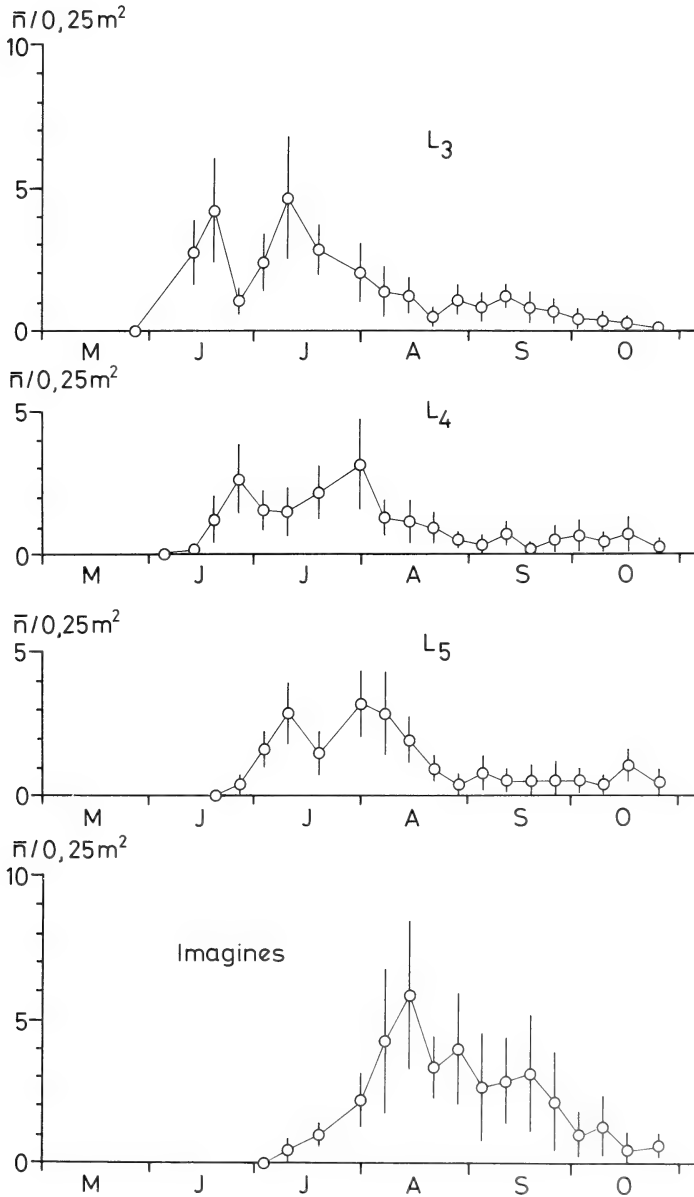 n̅/0,25m²
10
L₃
5
0
M J J A S O
n̅/0,25m²
5
L₄
0
M J J A S O
n̅/0,25m²
5
L₅
0
M J J A S O
n̅/0,25m²
10
Imagines
5
0
M J J A S O